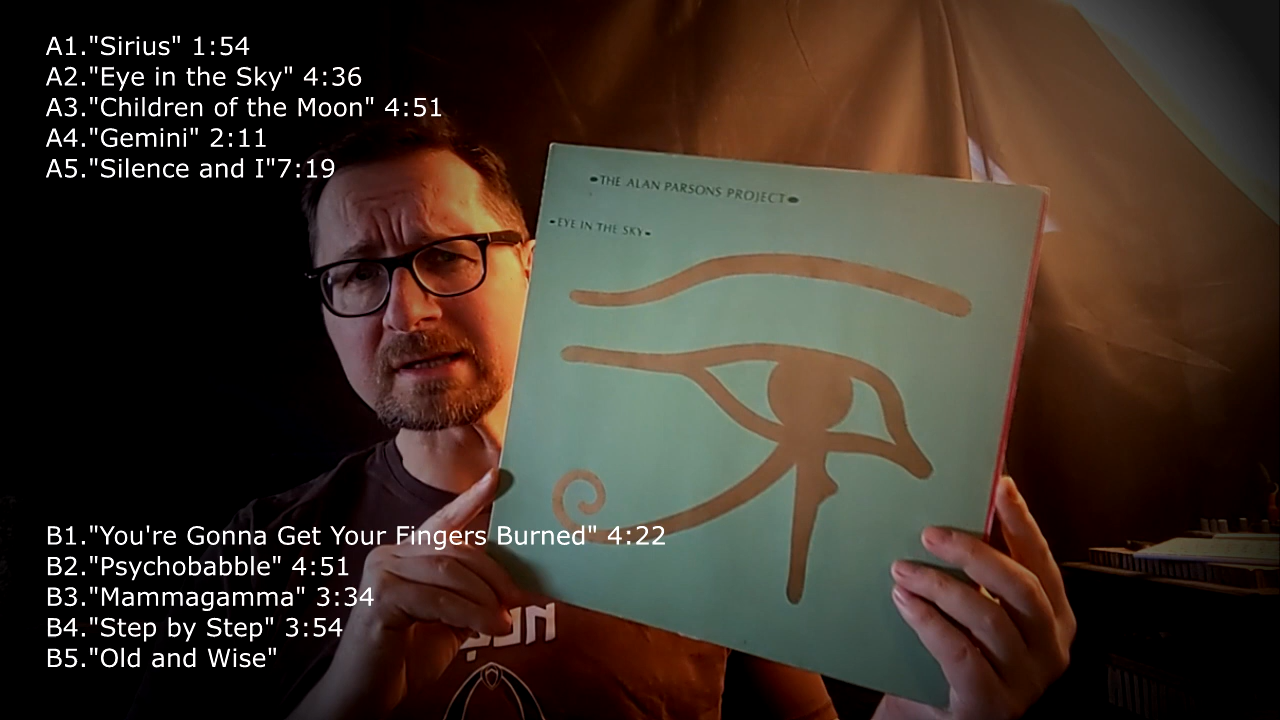 A1."Sirius" 1:54
A2."Eye in the Sky" 4:36
A3."Children of the Moon" 4:51
A4."Gemini" 2:11
A5."Silence and I"7:19
•THE ALAN PARSONS PROJECT•
•EYE IN THE SKY•
B1."You're Gonna Get Your Fingers Burned" 4:22
B2."Psychobabble" 4:51
B3."Mammagamma" 3:34
B4."Step by Step" 3:54
B5."Old and Wise"